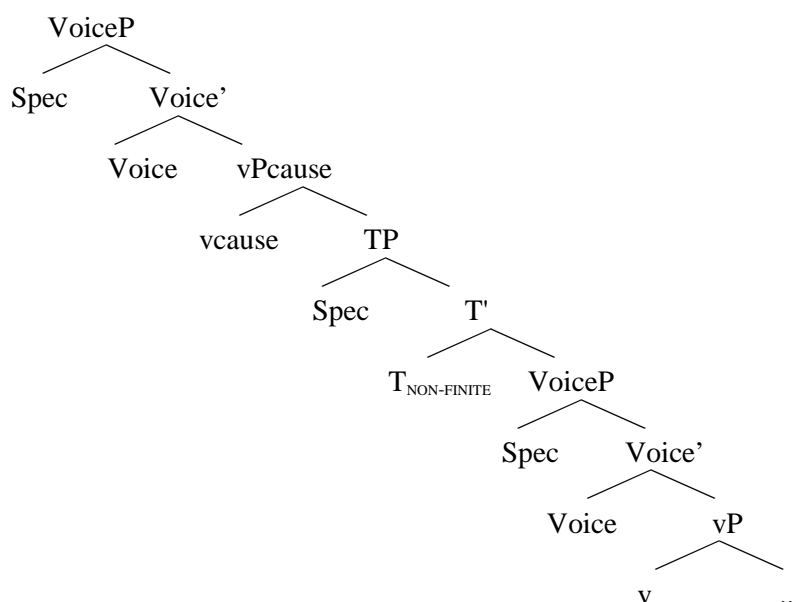 VoiceP
Spec Voice’
Voice vPcause
vcause TP
Spec T'
TNON-FINITE VoiceP
Spec Voice’
Voice vP
v ..